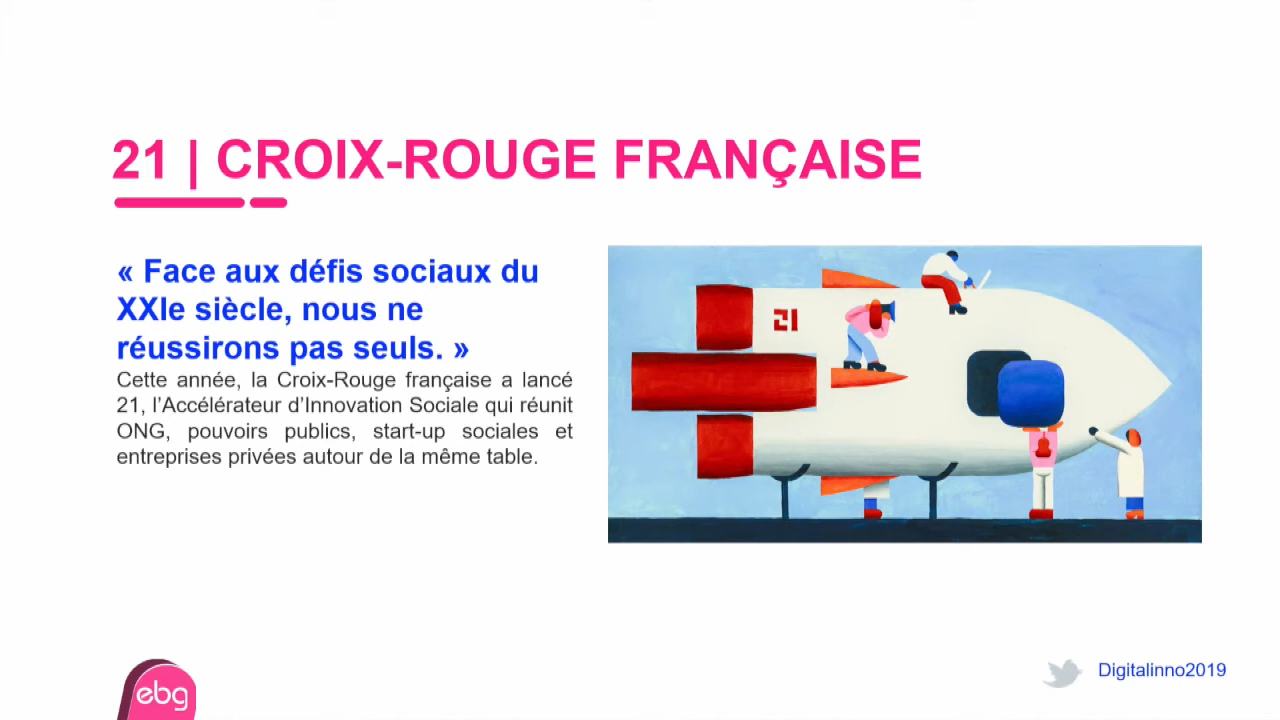 21 | CROIX-ROUGE FRANÇAISE
« Face aux défis sociaux du
XXIe siècle, nous ne
réussirons pas seuls. »
Cette année, la Croix-Rouge française a lancé
21, l’Accélérateur d’Innovation Sociale qui réunit
ONG, pouvoirs publics, start-up sociales et
entreprises privées autour de la même table.
21
ebg
Digitalinno2019